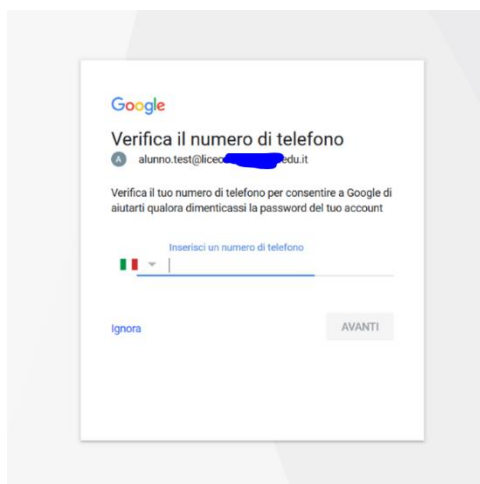 Google
Verifica il numero di telefono
A alunno.test@liceo edu.it
Verifica il tuo numero di telefono per consentire a Google di
aiutarti qualora dimenticassi la password del tuo account
Inserisci un numero di telefono
Ignora
AVANTI